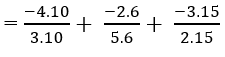 = −4.10/3.10 + −2.6/5.6 + −3.15/2.15